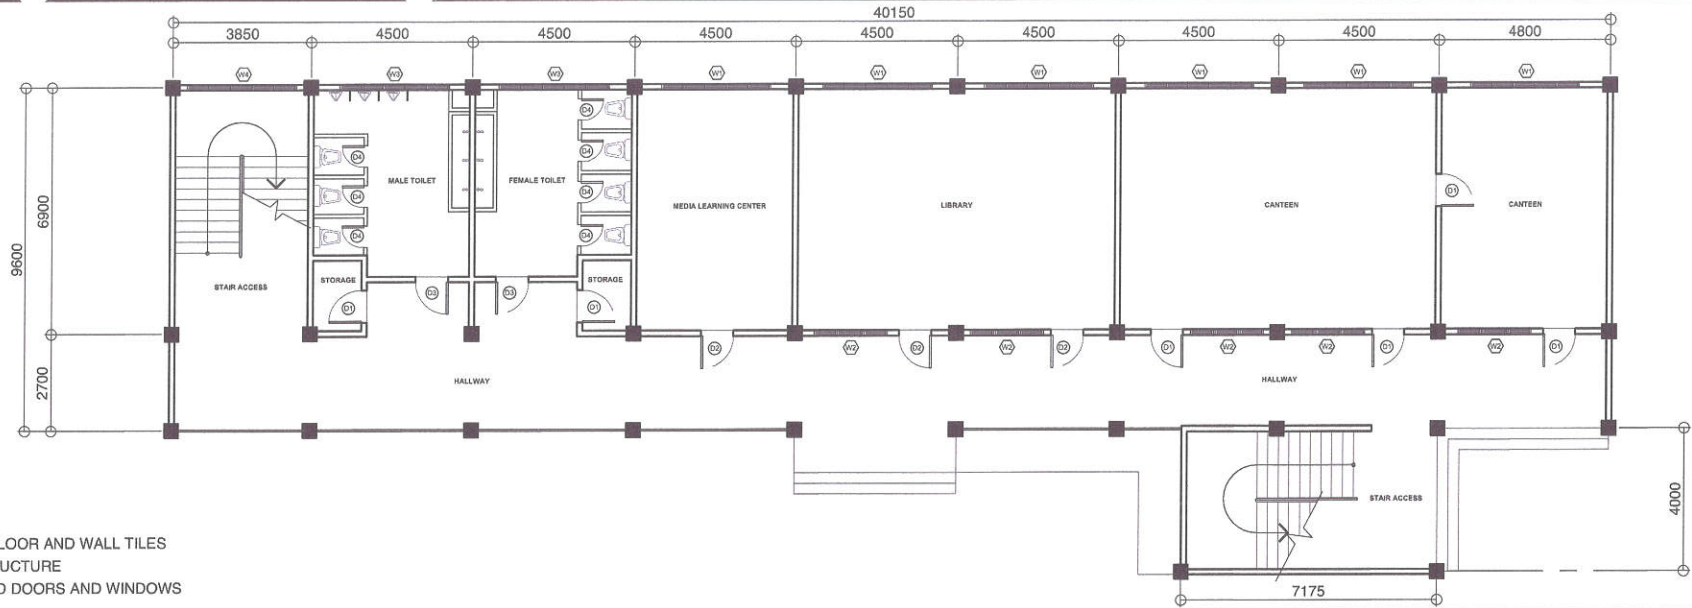 40150
3850 4500 4500 4500 4500 4500 4500 4500 4800
W4 W3 W3 W1 W1 W1 W1 W1 W1
D4
D4 D4
MALE TOILET FEMALE TOILET
D4 D4 D1
MEDIA LEARNING CENTER LIBRARY CANTEEN CANTEEN
6900
D4 D4
9600
STAIR ACCESS STORAGE STORAGE
D3 D3
D1 D1
D2 W2 D2 W2 D2 D1 W2 W2 D1 W2 D1
2700
HALLWAY HALLWAY
STAIR ACCESS
4000
LOOR AND WALL TILES
UCTURE
D DOORS AND WINDOWS
7175